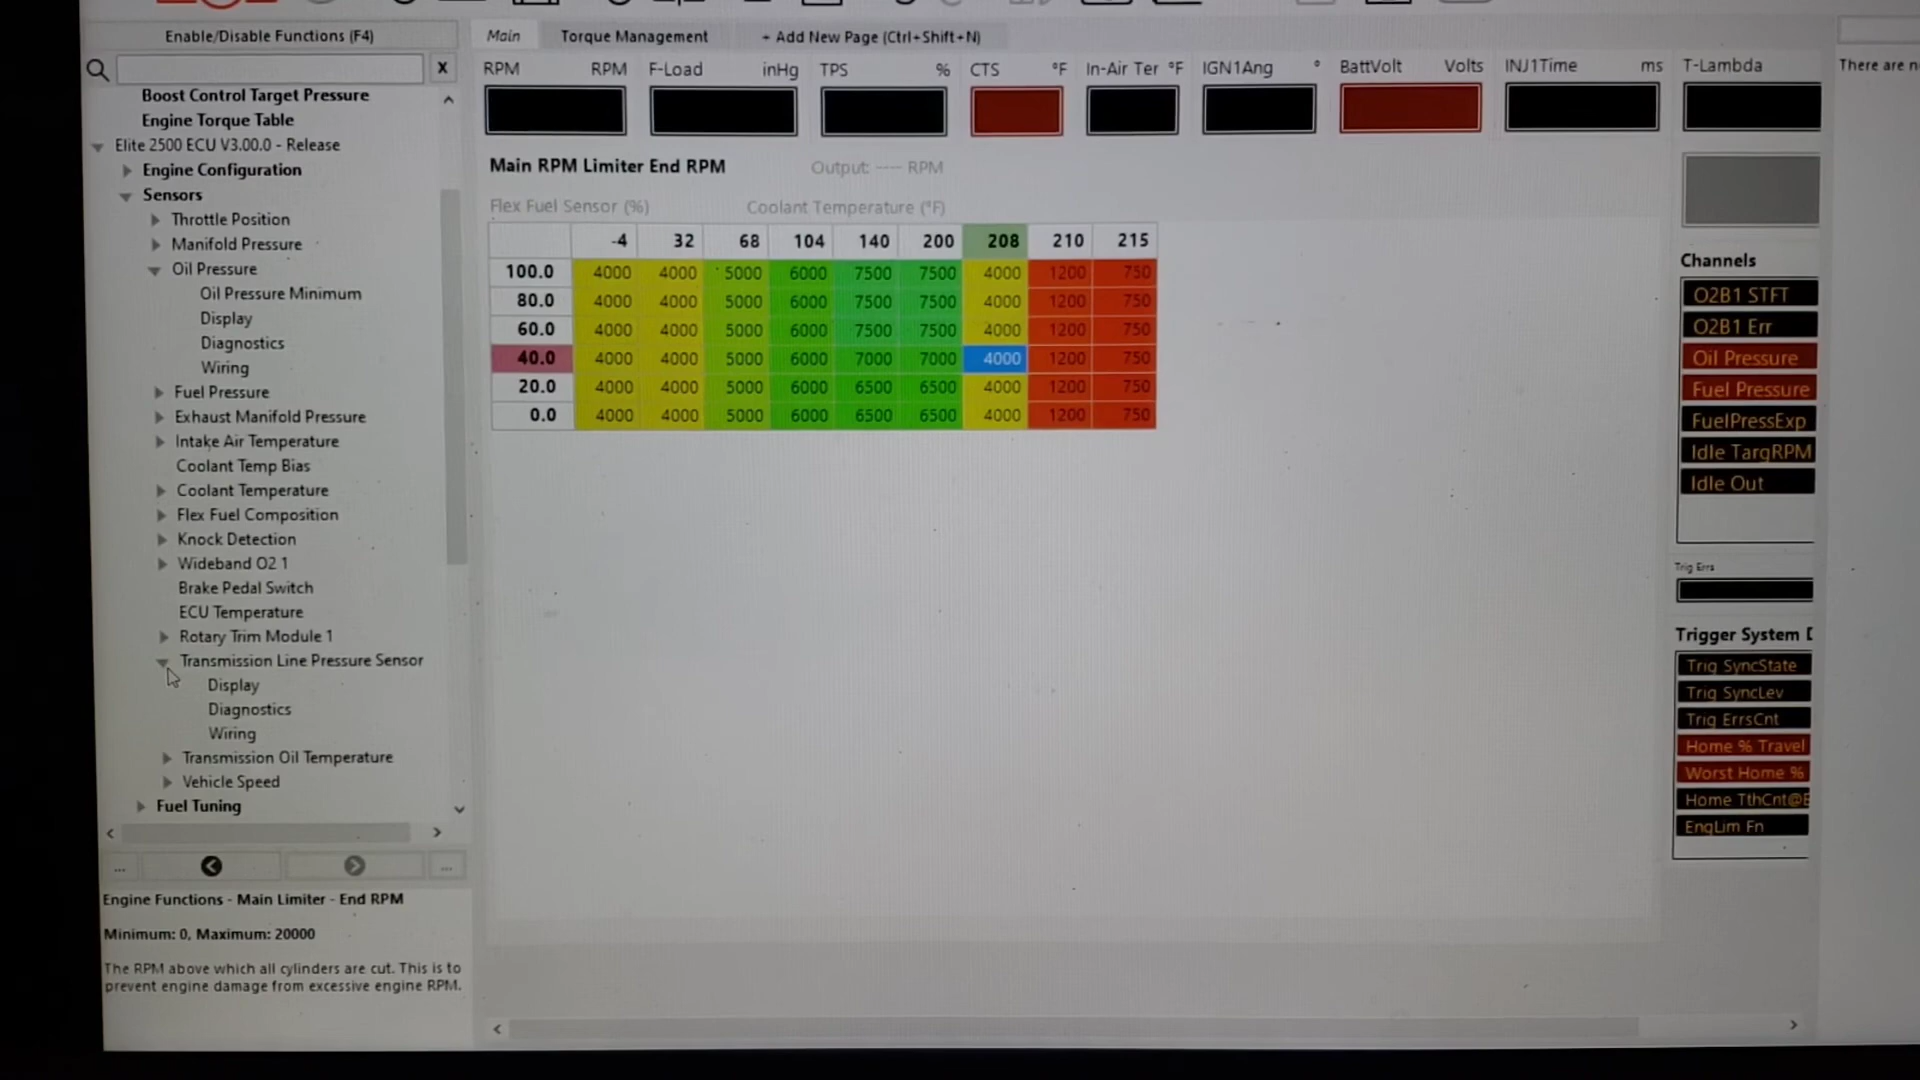 Enable/Disable Functions (F4)
Main
Torque Management
+ Add New Page (Ctrl+Shift+N)
X
RPM RPM
F-Load inHg
TPS %
CTS °F
In-Air Ter °F
IGN1Ang °
BattVolt Volts
INJ1Time ms
T-Lambda
There are n
Boost Control Target Pressure
Engine Torque Table
Elite 2500 ECU V3.00.0 - Release
Engine Configuration
Sensors
Throttle Position
Manifold Pressure
Oil Pressure
Oil Pressure Minimum
Display
Diagnostics
Wiring
Fuel Pressure
Exhaust Manifold Pressure
Intake Air Temperature
Coolant Temp Bias
Coolant Temperature
Flex Fuel Composition
Knock Detection
Wideband O2 1
Brake Pedal Switch
ECU Temperature
Rotary Trim Module 1
Transmission Line Pressure Sensor
Display
Diagnostics
Wiring
Transmission Oil Temperature
Vehicle Speed
Fuel Tuning
... ...
Engine Functions - Main Limiter - End RPM
Minimum: 0, Maximum: 20000
The RPM above which all cylinders are cut. This is to
prevent engine damage from excessive engine RPM.
Main RPM Limiter End RPM
Output: ----- RPM
Flex Fuel Sensor (%)
Coolant Temperature (°F)
-4 32 68 104 140 200 208 210 215
100.0 4000 4000 5000 6000 7500 7500 4000 1200 750
80.0 4000 4000 5000 6000 7500 7500 4000 1200 750
60.0 4000 4000 5000 6000 7500 7500 4000 1200 750
40.0 4000 4000 5000 6000 7000 7000 4000 1200 750
20.0 4000 4000 5000 6000 6500 6500 4000 1200 750
0.0 4000 4000 5000 6000 6500 6500 4000 1200 750
Channels
O2B1 STFT
O2B1 Err
Oil Pressure
Fuel Pressure
FuelPressExp
Idle TargRPM
Idle Out
Trig Errs
Trigger System D
Trig SyncState
Trig SyncLev
Trig ErrsCnt
Home % Travel
Worst Home %
Home TthCnt@E
EngLim Fn